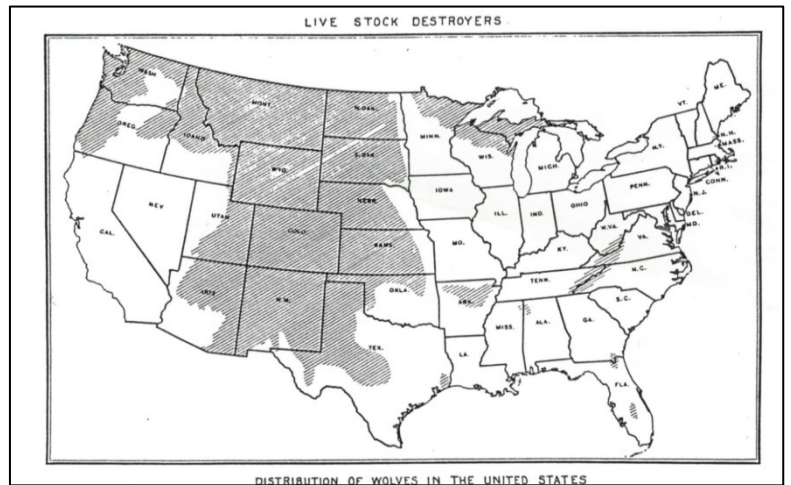 LIVE STOCK DESTROYERS
WASH
MONT.
N.DAK.
MINN.
ME.
VT.
OREG.
IDAHO
S.DAK.
WIS.
MICH.
N.Y.
N.H.
MASS.
R.I.
CONN.
WYO.
NEBR.
IOWA
PENN.
N.J.
NEV
UTAH
COLO.
ILL.
IND.
OHIO
DEL.
MD.
CAL.
KANS.
MO.
KY.
W.VA.
VA.
ARIZ
N.M.
OKLA.
ARK.
TENN.
N.C.
TEX.
LA.
MISS.
ALA.
GA.
S.C.
FLA.
DISTRIBUTION OF WOLVES IN THE UNITED STATES